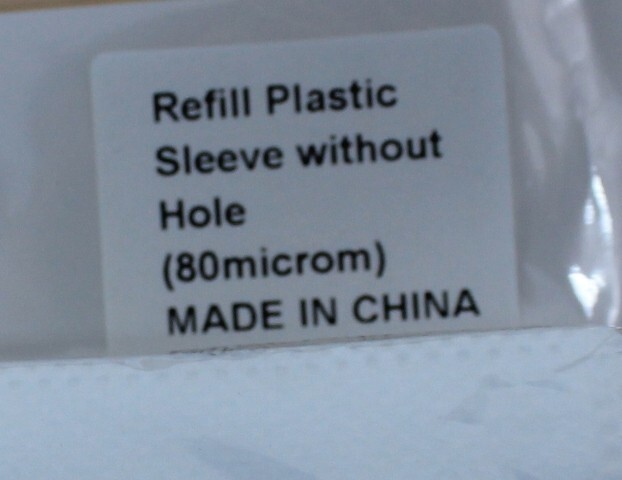 Refill Plastic
Sleeve without
Hole
(80microm)
MADE IN CHINA